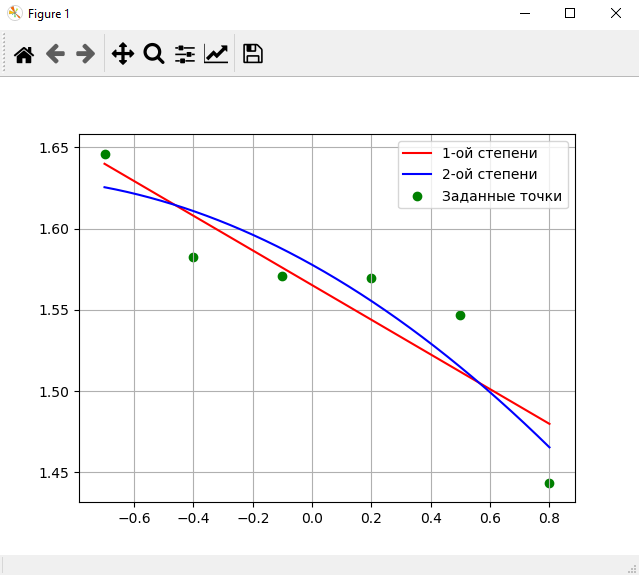 Figure 1
1-ой степени
2-ой степени
Заданные точки
1.65
1.60
1.55
1.50
1.45
−0.6 −0.4 −0.2 0.0 0.2 0.4 0.6 0.8